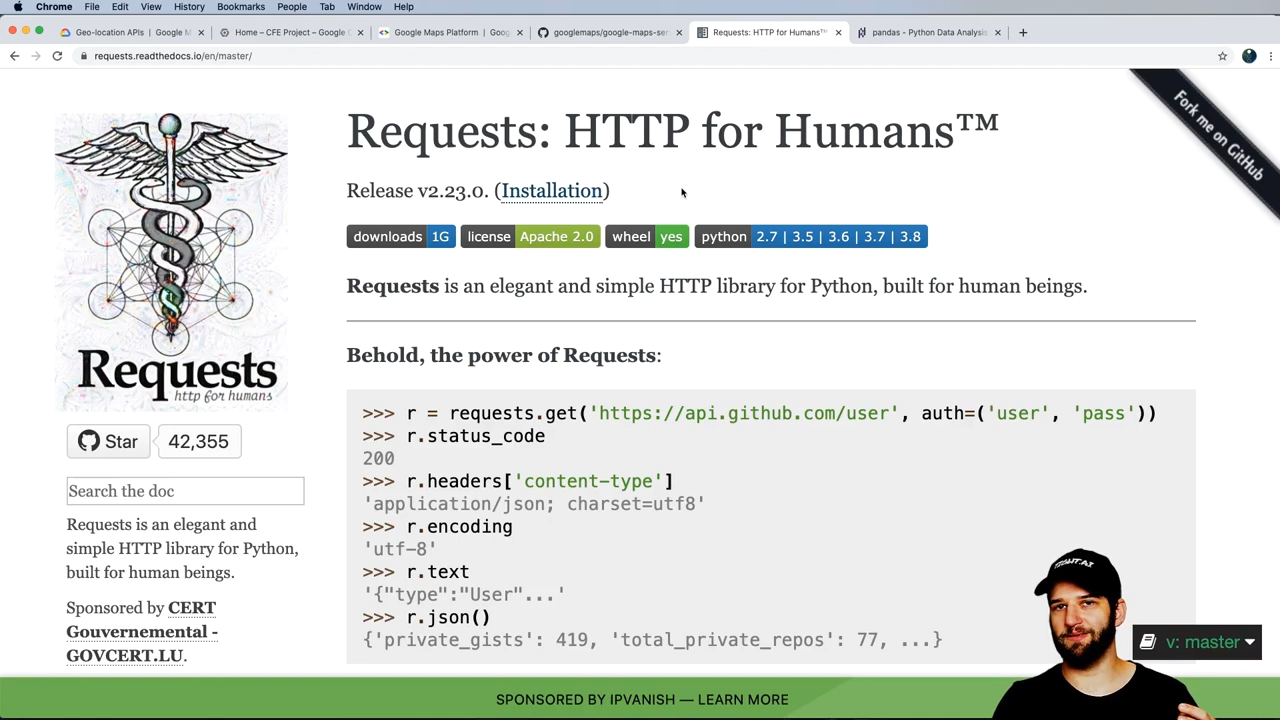 Chrome File Edit View History Bookmarks People Tab Window Help
Geo-location APIs | Google M
Home – CFE Project – Google C
Google Maps Platform | Goog
googlemaps/google-maps-ser
Requests: HTTP for Humans™
pandas - Python Data Analysis
requests.readthedocs.io/en/master/
Fork me on GitHub
Requests: HTTP for Humans™
Release v2.23.0. (Installation)
downloads 1G license Apache 2.0 wheel yes python 2.7 | 3.5 | 3.6 | 3.7 | 3.8
Requests is an elegant and simple HTTP library for Python, built for human beings.
Behold, the power of Requests:
>>> r = requests.get('https://api.github.com/user', auth=('user', 'pass'))
>>> r.status_code
200
>>> r.headers['content-type']
'application/json; charset=utf8'
>>> r.encoding
'utf-8'
>>> r.text
'{"type":"User"...'
>>> r.json()
{'private_gists': 419, 'total_private_repos': 77, ...}
Requests
http for humans
Star 42,355
Search the doc
Requests is an elegant and
simple HTTP library for Python,
built for human beings.
Sponsored by CERT
Gouvernemental -
GOVCERT.LU.
v: master
SPONSORED BY IPVANISH — LEARN MORE